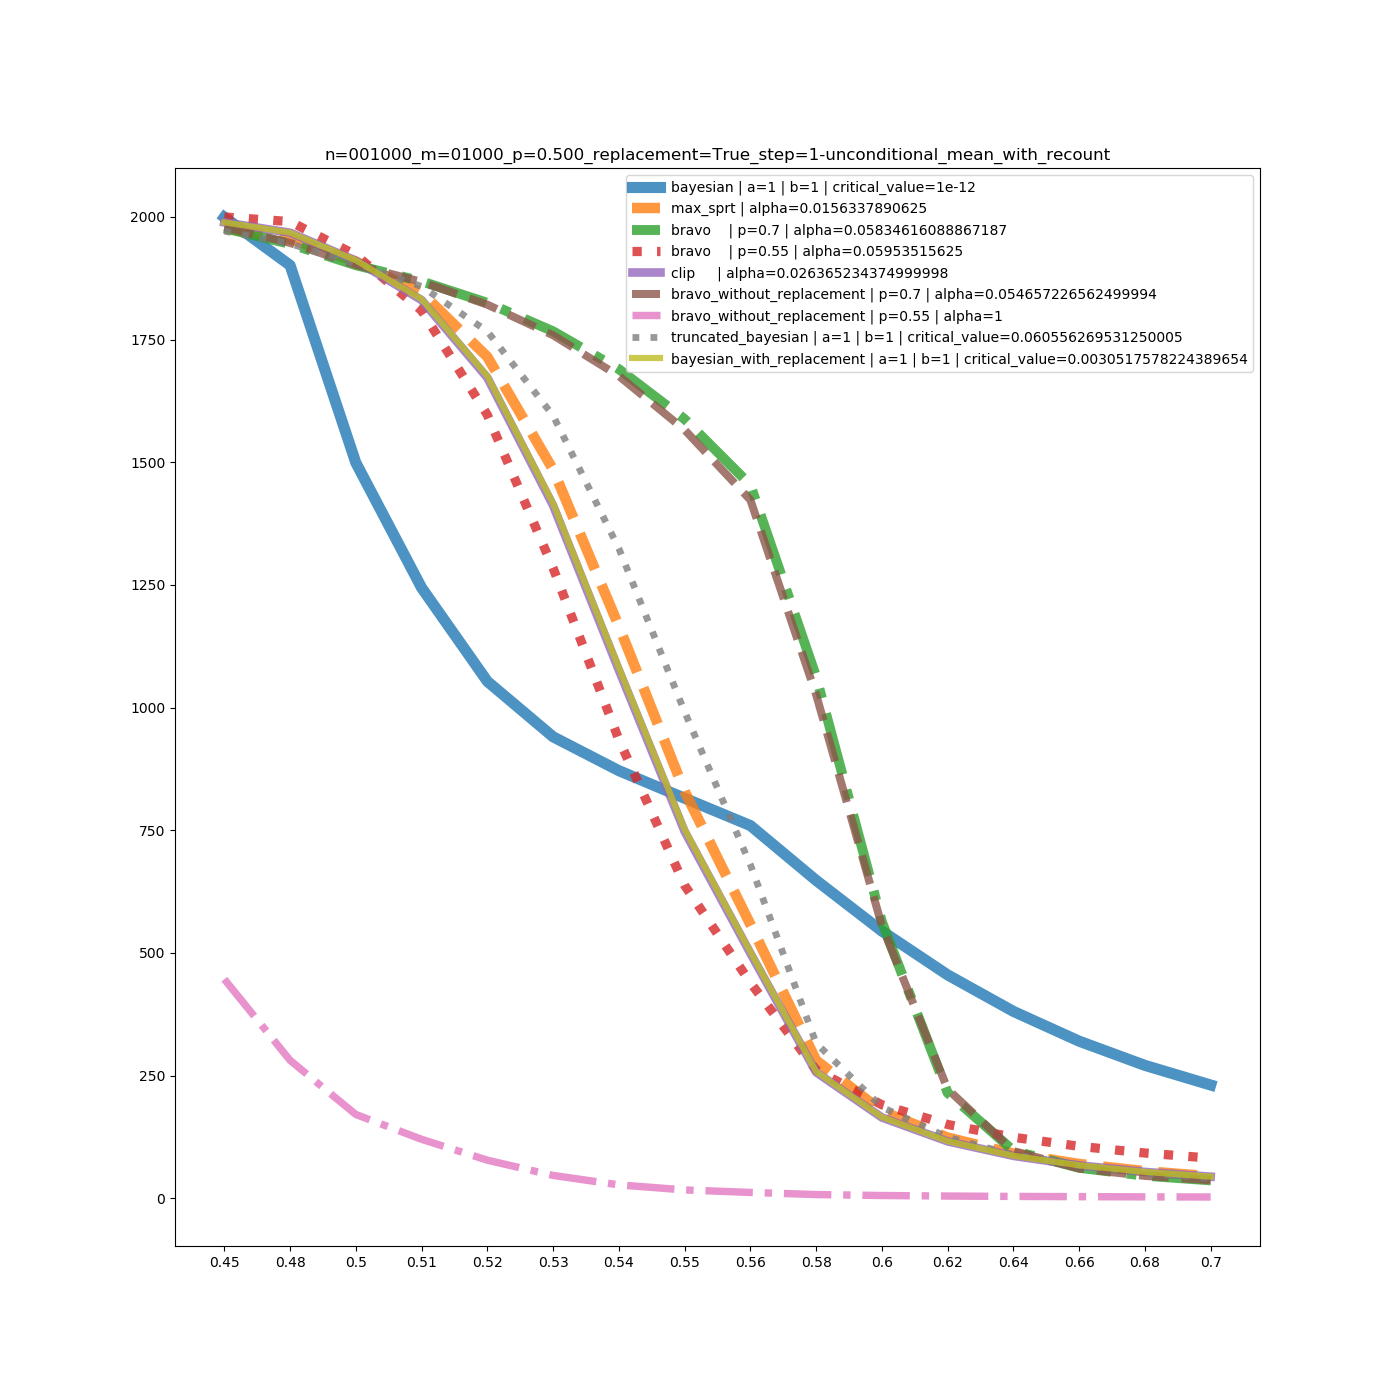 n=001000_m=01000_p=0.500_replacement=True_step=1-unconditional_mean_with_recount
bayesian | a=1 | b=1 | critical_value=1e-12
max_sprt | alpha=0.0156337890625
bravo    | p=0.7 | alpha=0.05834616088867187
bravo    | p=0.55 | alpha=0.05953515625
clip     | alpha=0.026365234374999998
bravo_without_replacement | p=0.7 | alpha=0.054657226562499994
bravo_without_replacement | p=0.55 | alpha=1
truncated_bayesian | a=1 | b=1 | critical_value=0.060556269531250005
bayesian_with_replacement | a=1 | b=1 | critical_value=0.0030517578224389654
2000
1750
1500
1250
1000
750
500
250
0
0.45 0.48 0.5 0.51 0.52 0.53 0.54 0.55 0.56 0.58 0.6 0.62 0.64 0.66 0.68 0.7